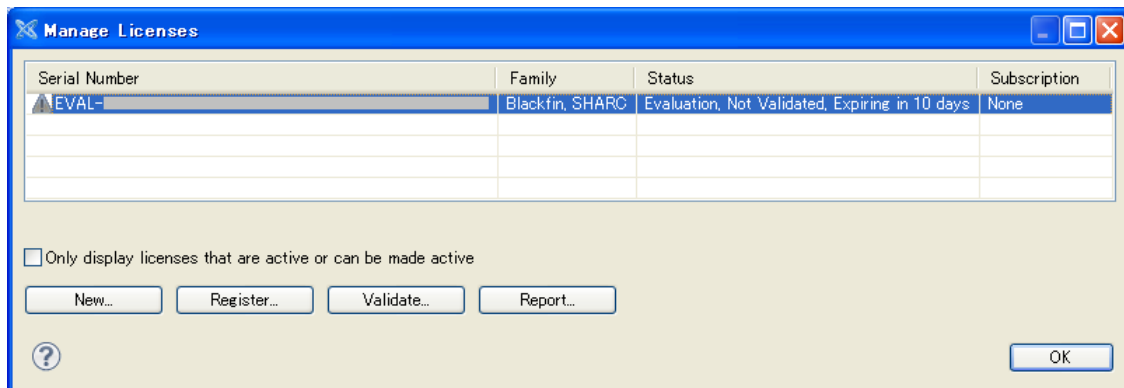 Manage Licenses
Serial Number Family Status Subscription
EVAL- Blackfin, SHARC Evaluation, Not Validated, Expiring in 10 days None
Only display licenses that are active or can be made active
New... Register... Validate... Report...
?
OK